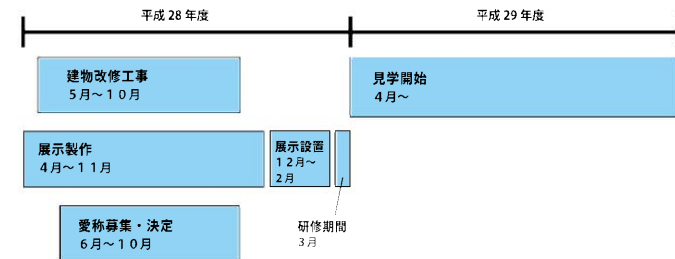 平成28年度
平成29年度
建物改修工事
5月～10月
見学開始
4月～
展示製作
4月～11月
展示設置
12月～
2月
研修期間
3月
愛称募集・決定
6月～10月